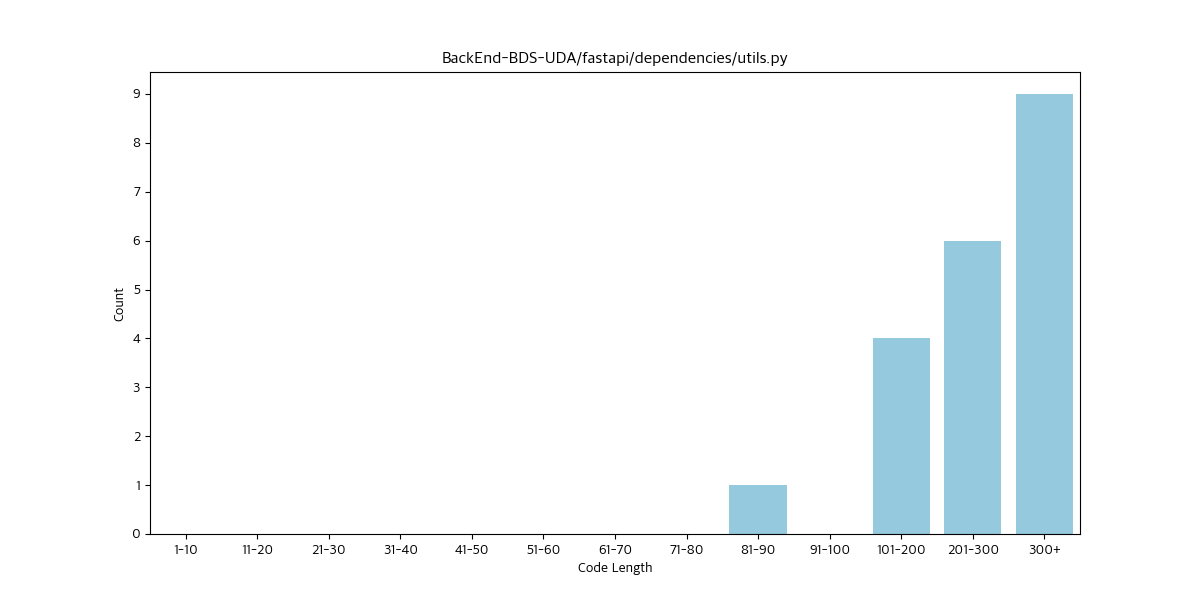 BackEnd-BDS-UDA/fastapi/dependencies/utils.py
9
8
7
6
5
4
3
2
1
0
Count
1-10 11-20 21-30 31-40 41-50 51-60 61-70 71-80 81-90 91-100 101-200 201-300 300+
Code Length